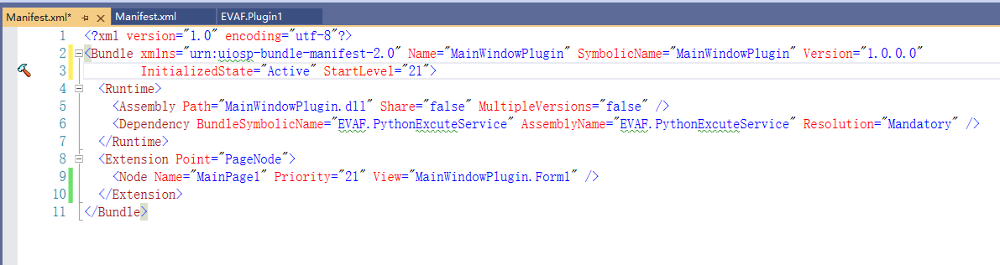 Manifest.xml* Manifest.xml EVAF.Plugin1
1 <?xml version="1.0" encoding="utf-8"?>
2 <Bundle xmlns="urn:uiosp-bundle-manifest-2.0" Name="MainWindowPlugin" SymbolicName="MainWindowPlugin" Version="1.0.0.0"
3 InitializedState="Active" StartLevel="21">
4 <Runtime>
5 <Assembly Path="MainWindowPlugin.dll" Share="false" MultipleVersions="false" />
6 <Dependency BundleSymbolicName="EVAF.PythonExcuteService" AssemblyName="EVAF.PythonExcuteService" Resolution="Mandatory" />
7 </Runtime>
8 <Extension Point="PageNode">
9 <Node Name="MainPage1" Priority="21" View="MainWindowPlugin.Form1" />
10 </Extension>
11 </Bundle>